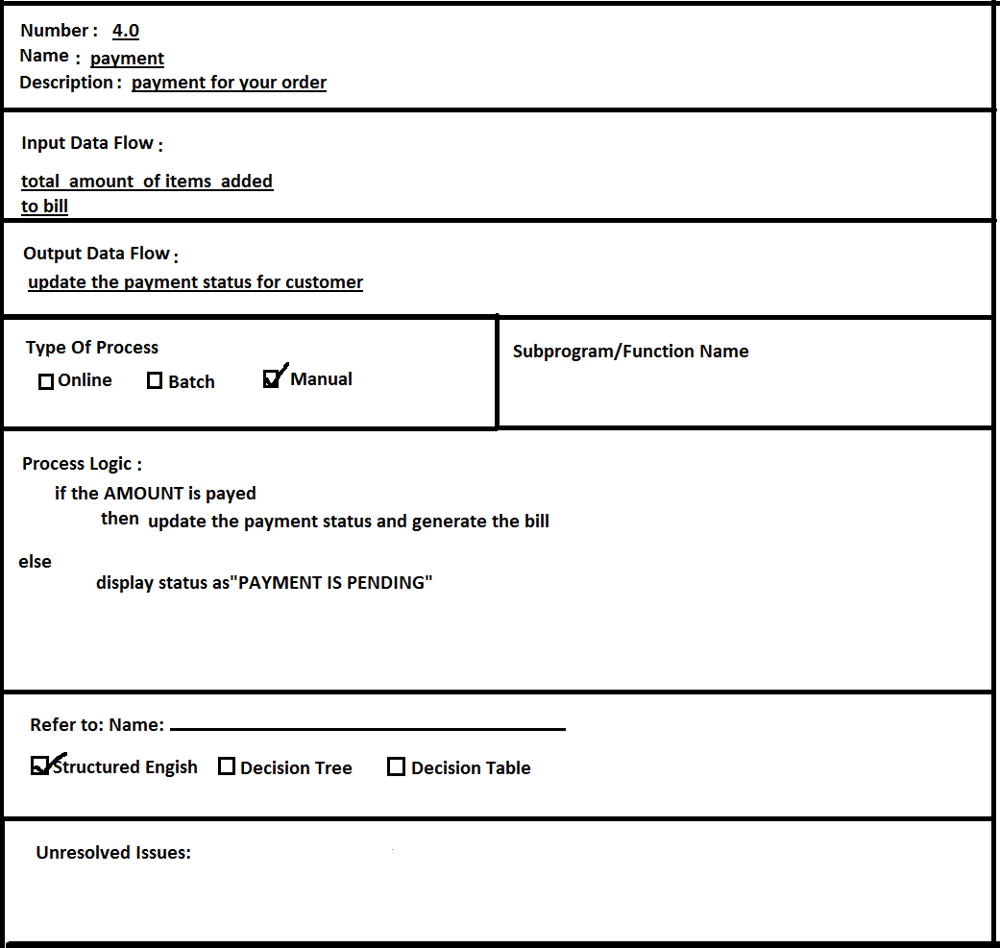 Number : 4.0
Name : payment
Description : payment for your order
Input Data Flow :
total amount of items added
to bill
Output Data Flow :
update the payment status for customer
Type Of Process
Online Batch Manual
Subprogram/Function Name
Process Logic :
if the AMOUNT is payed
then update the payment status and generate the bill
else
display status as"PAYMENT IS PENDING"
Refer to: Name:
Structured Engish Decision Tree Decision Table
Unresolved Issues: